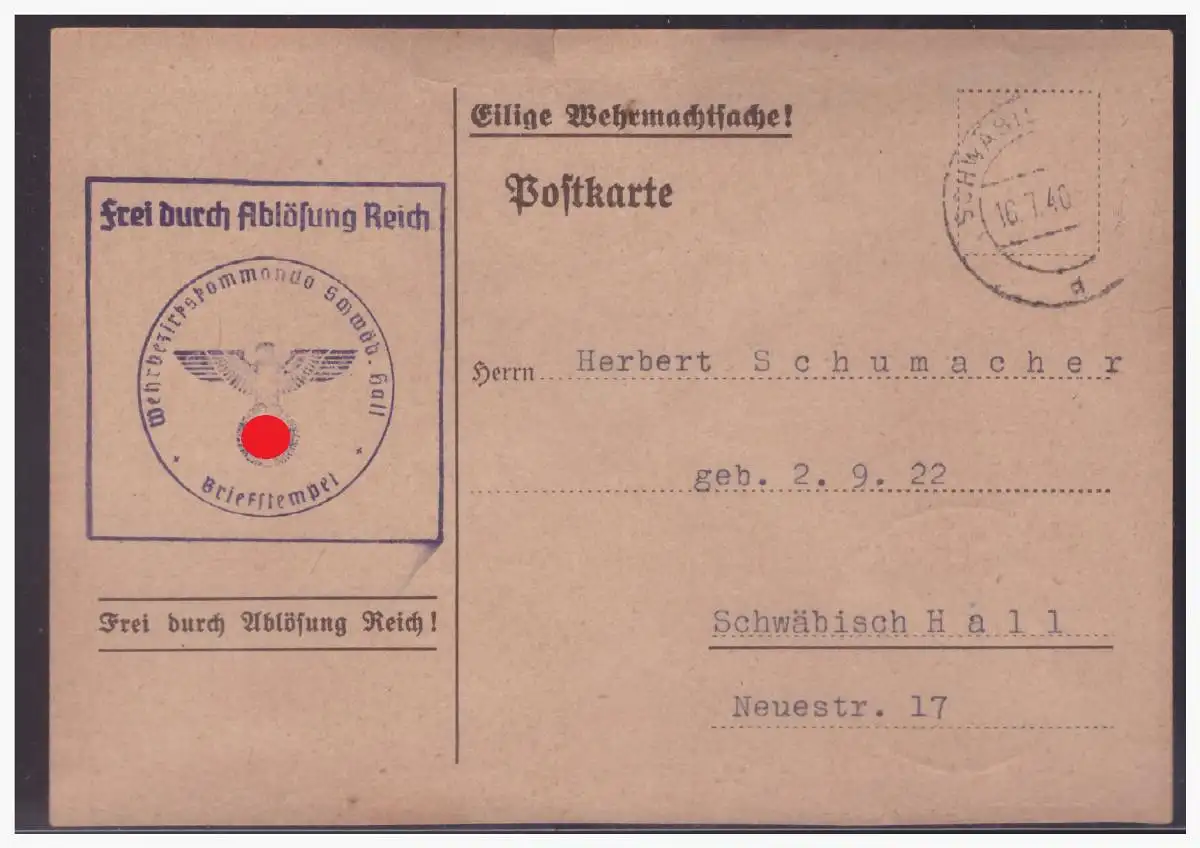 Eilige Wehrmachtsache!
Postkarte
16.7.40
a
Frei durch Ablösung Reich
Wehrbezirkskommando Schwäb. Hall
* Briefstempel *
Frei durch Ablösung Reich!
Herrn Herbert Schumacher
geb. 2. 9. 22
Schwäbisch Hall
Neuestr. 17